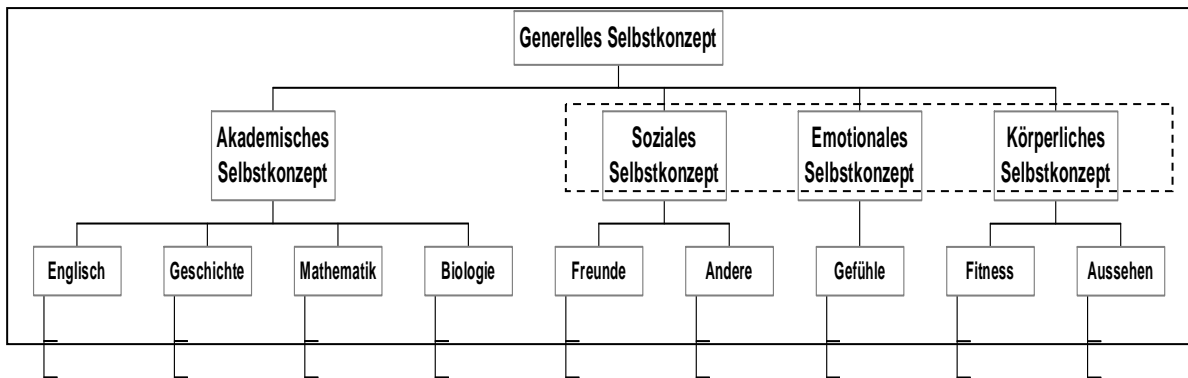 Generelles Selbstkonzept
Akademisches
Selbstkonzept
Soziales
Selbstkonzept
Emotionales
Selbstkonzept
Körperliches
Selbstkonzept
Englisch
Geschichte
Mathematik
Biologie
Freunde
Andere
Gefühle
Fitness
Aussehen